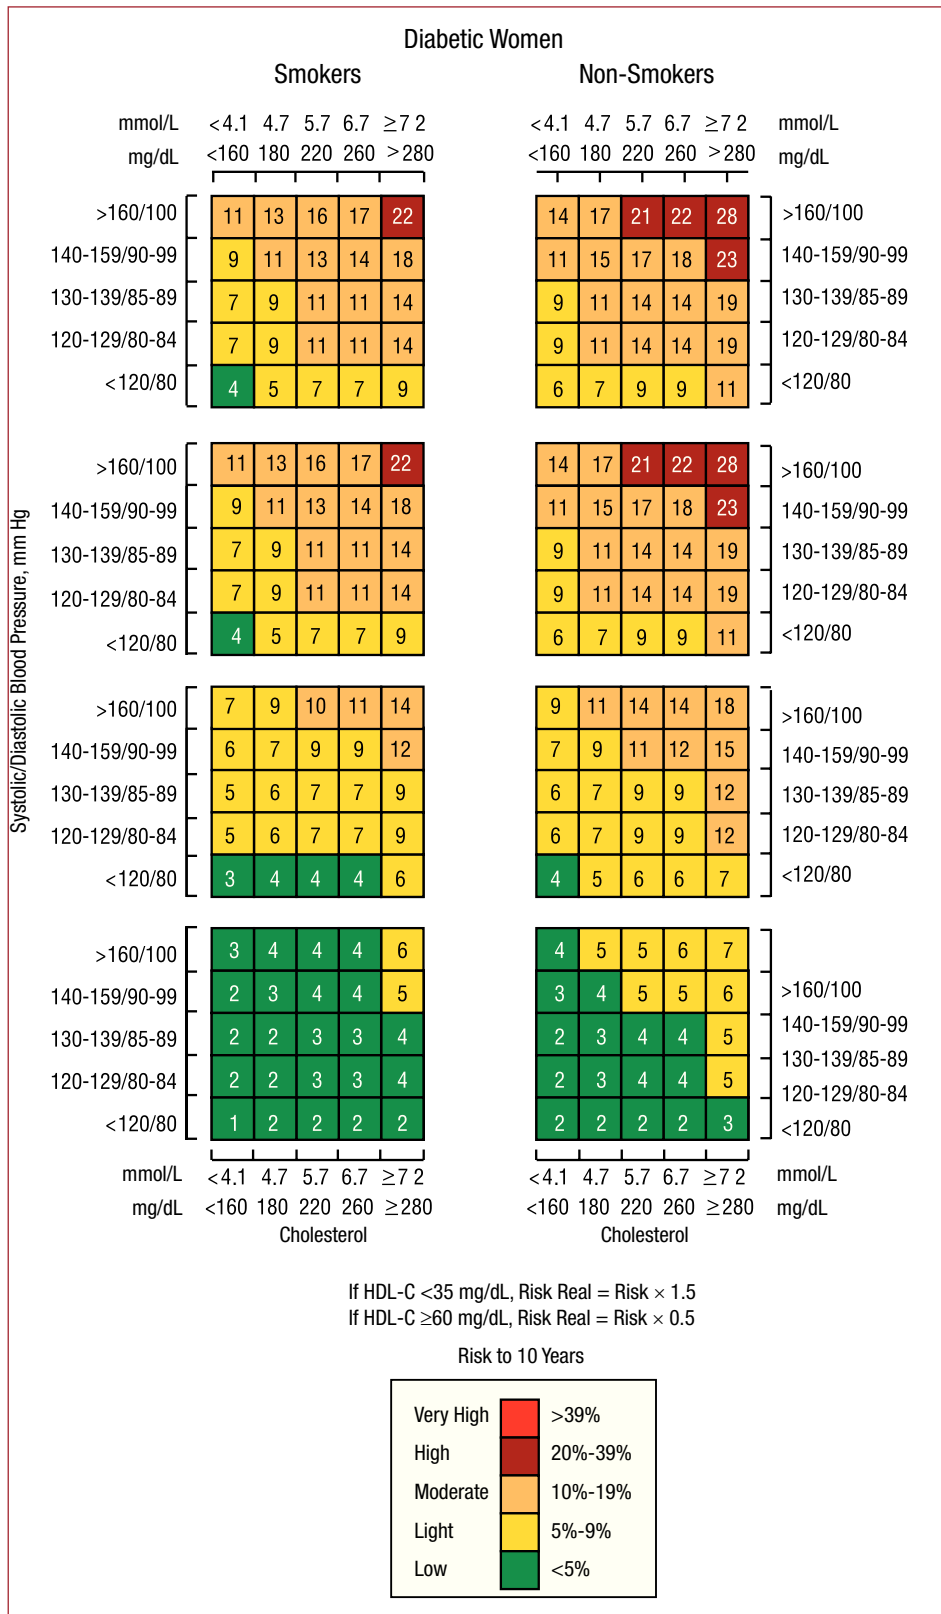 Diabetic Women
Smokers Non-Smokers
mmol/L <4.1 4.7 5.7 6.7 ≥7 2 <4.1 4.7 5.7 6.7 ≥7 2 mmol/L
mg/dL <160 180 220 260 >280 <160 180 220 260 >280 mg/dL
>160/100 11 13 16 17 22 14 17 21 22 28 >160/100
140-159/90-99 9 11 13 14 18 11 15 17 18 23 140-159/90-99
130-139/85-89 7 9 11 11 14 9 11 14 14 19 130-139/85-89
120-129/80-84 7 9 11 11 14 9 11 14 14 19 120-129/80-84
<120/80 4 5 7 7 9 6 7 9 9 11 <120/80
Systolic/Diastolic Blood Pressure, mm Hg
>160/100 11 13 16 17 22 14 17 21 22 28 >160/100
140-159/90-99 9 11 13 14 18 11 15 17 18 23 140-159/90-99
130-139/85-89 7 9 11 11 14 9 11 14 14 19 130-139/85-89
120-129/80-84 7 9 11 11 14 9 11 14 14 19 120-129/80-84
<120/80 4 5 7 7 9 6 7 9 9 11 <120/80
>160/100 7 9 10 11 14 9 11 14 14 18 >160/100
140-159/90-99 6 7 9 9 12 7 9 11 12 15 140-159/90-99
130-139/85-89 5 6 7 7 9 6 7 9 9 12 130-139/85-89
120-129/80-84 5 6 7 7 9 6 7 9 9 12 120-129/80-84
<120/80 3 4 4 4 6 4 5 6 6 7 <120/80
>160/100 3 4 4 4 6 4 5 5 6 7
140-159/90-99 2 3 4 4 5 3 4 5 5 6 >160/100
130-139/85-89 2 2 3 3 4 2 3 4 4 5 140-159/90-99
130-139/85-89
120-129/80-84 2 2 3 3 4 2 3 4 4 5 120-129/80-84
<120/80 1 2 2 2 2 2 2 2 2 3 <120/80
mmol/L <4.1 4.7 5.7 6.7 ≥7 2 <4.1 4.7 5.7 6.7 ≥7 2 mmol/L
mg/dL <160 180 220 260 ≥280 <160 180 220 260 ≥280 mg/dL
Cholesterol Cholesterol
If HDL-C <35 mg/dL, Risk Real = Risk × 1.5
If HDL-C ≥60 mg/dL, Risk Real = Risk × 0.5
Risk to 10 Years
Very High >39%
High 20%-39%
Moderate 10%-19%
Light 5%-9%
Low <5%